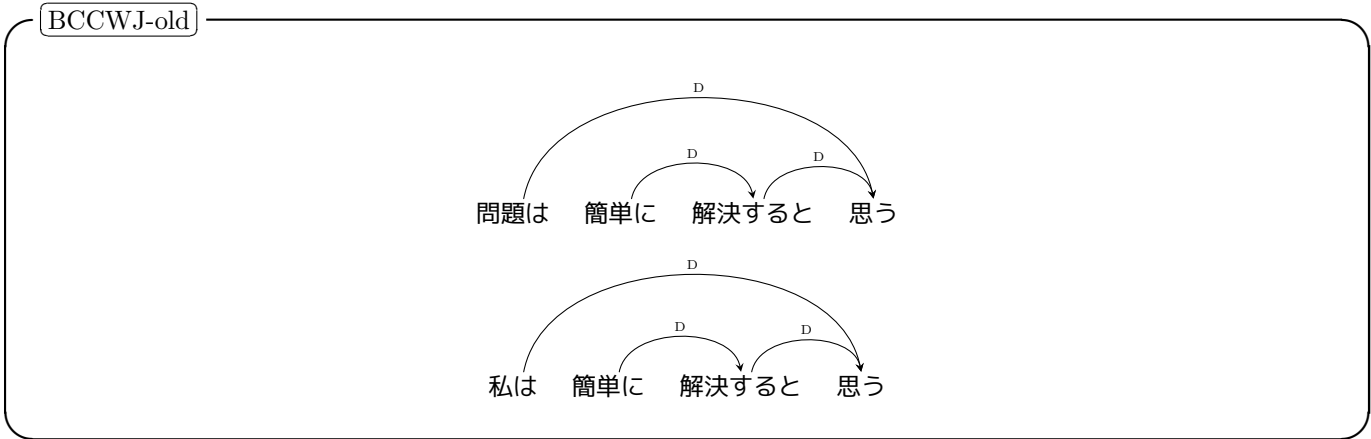 BCCWJ-old
D
D D
問題は 簡単に 解決すると 思う
D
D D
私は 簡単に 解決すると 思う